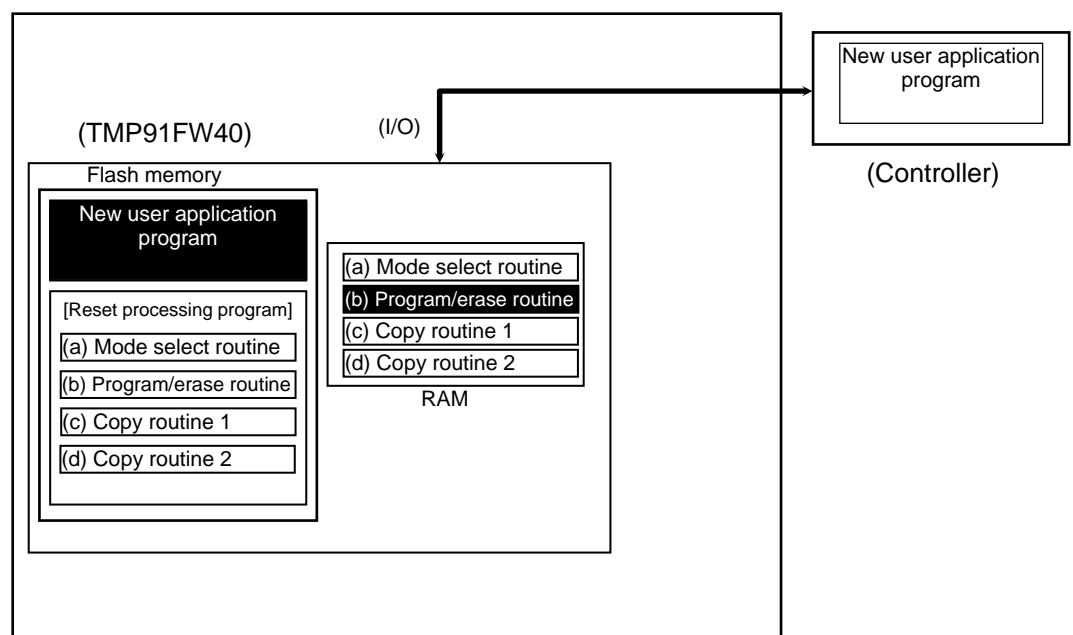 New user application
program
(Controller)
(I/O)
(TMP91FW40)
Flash memory
New user application
program
[Reset processing program]
(a) Mode select routine
(b) Program/erase routine
(c) Copy routine 1
(d) Copy routine 2
(a) Mode select routine
(b) Program/erase routine
(c) Copy routine 1
(d) Copy routine 2
RAM